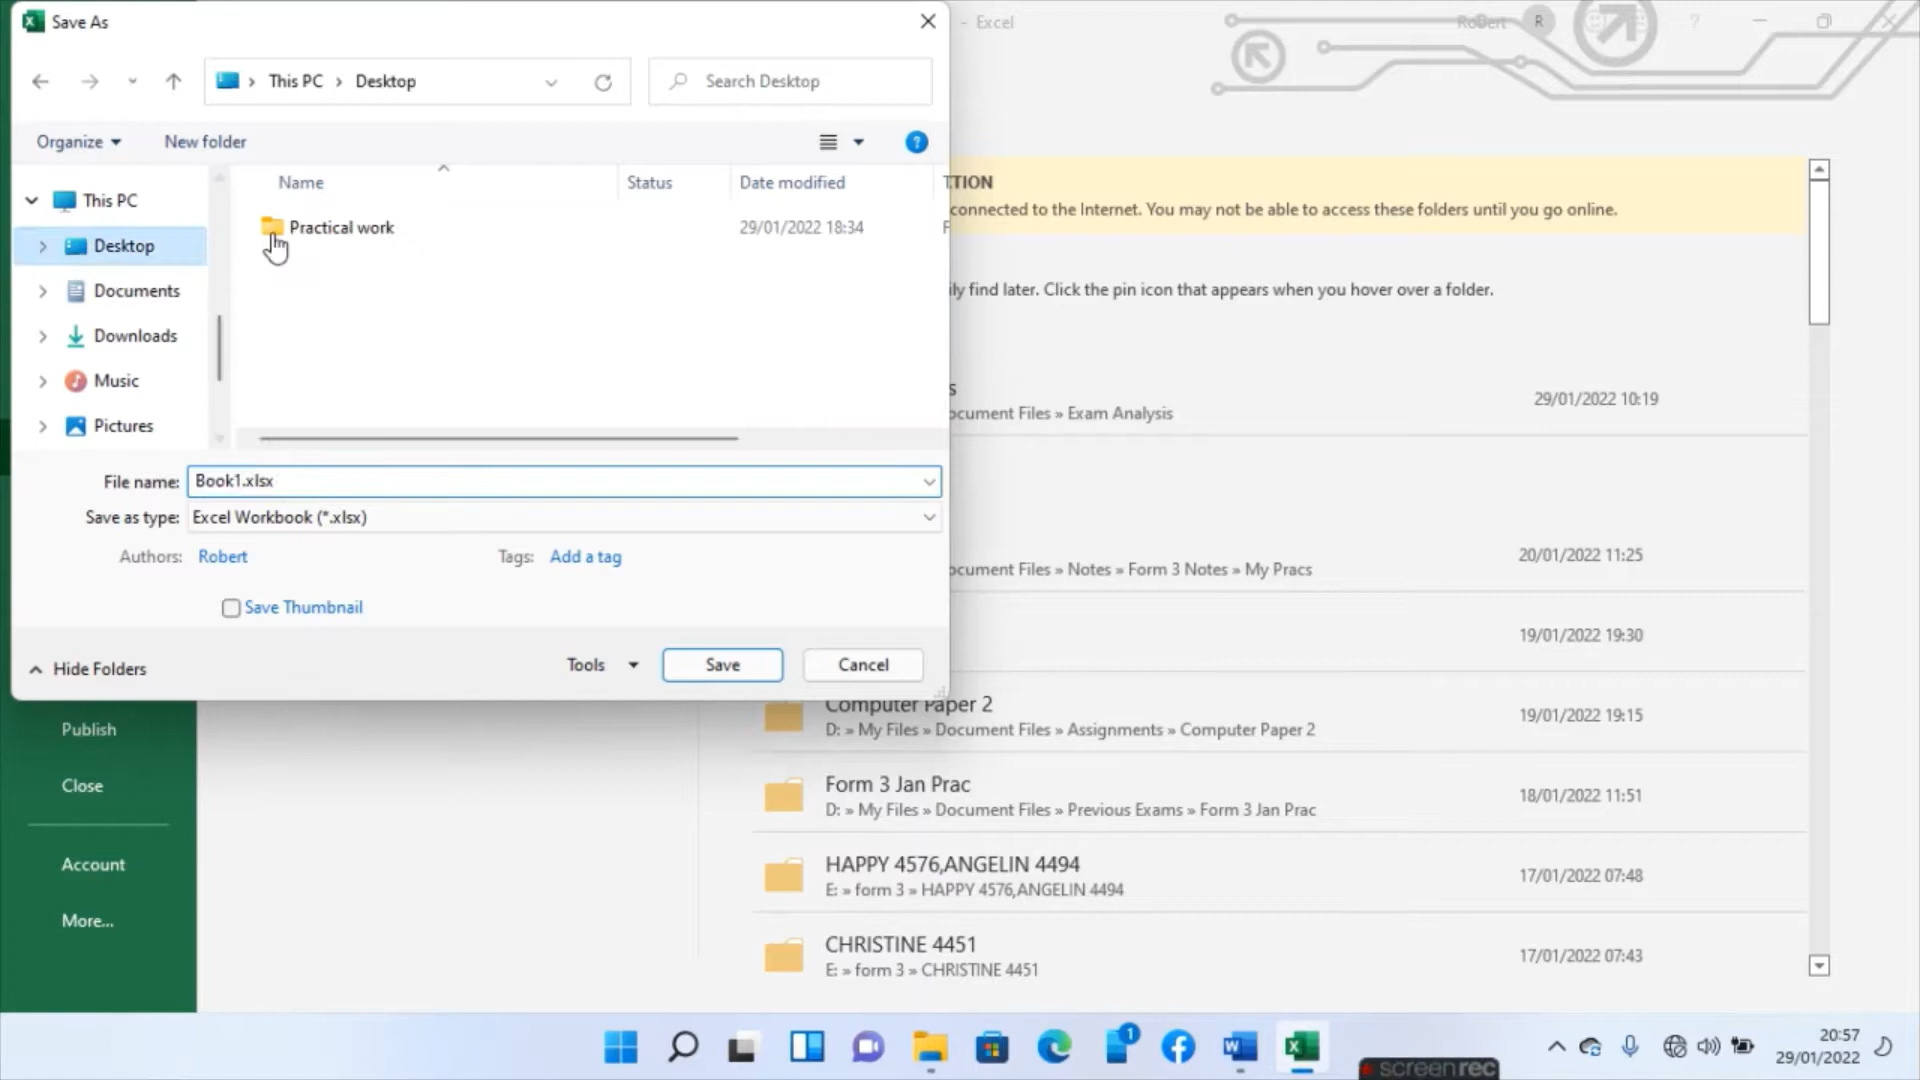 Save As
- Excel
Robert
R
?
This PC
Desktop
Search Desktop
Organize
New folder
?
Name
Status
Date modified
Practical work
29/01/2022 18:34
This PC
Desktop
Documents
Downloads
Music
Pictures
File name: Book1.xlsx
Save as type: Excel Workbook (*.xlsx)
Authors: Robert
Tags: Add a tag
Save Thumbnail
Hide Folders
Tools
Save
Cancel
TION
connected to the Internet. You may not be able to access these folders until you go online.
ly find later. Click the pin icon that appears when you hover over a folder.
s
29/01/2022 10:19
ocument Files » Exam Analysis
20/01/2022 11:25
ocument Files » Notes » Form 3 Notes » My Pracs
19/01/2022 19:30
Computer Paper 2
19/01/2022 19:15
D: » My Files » Document Files » Assignments » Computer Paper 2
Publish
Form 3 Jan Prac
18/01/2022 11:51
D: » My Files » Document Files » Previous Exams » Form 3 Jan Prac
Close
HAPPY 4576,ANGELIN 4494
17/01/2022 07:48
E: » form 3 » HAPPY 4576,ANGELIN 4494
Account
More...
CHRISTINE 4451
17/01/2022 07:43
E: » form 3 » CHRISTINE 4451
1
W
X
screenrec
20:57
29/01/2022